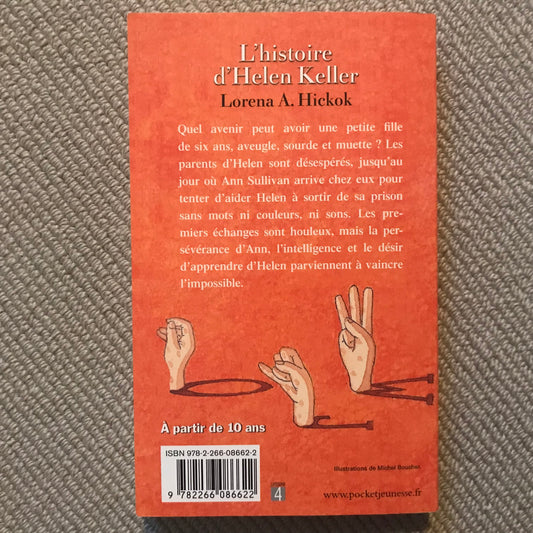 L'histoire
d'Helen Keller
Lorena A. Hickok
Quel avenir peut avoir une petite fille
de six ans, aveugle, sourde et muette ? Les
parents d'Helen sont désespérés, jusqu'au
jour où Ann Sullivan arrive chez eux pour
tenter d'aider Helen à sortir de sa prison
sans mots ni couleurs, ni sons. Les pre-
miers échanges sont houleux, mais la per-
sévérance d'Ann, l'intelligence et le désir
d'apprendre d'Helen parviennent à vaincre
l'impossible.
À partir de 10 ans
ISBN 978-2-266-08662-2
Illustrations de Michel
9 782266 086622
4
www.pocketjeunesse.fr